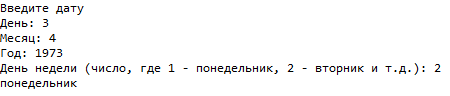 Введите дату
День: 3
Месяц: 4
Год: 1973
День недели (число, где 1 - понедельник, 2 - вторник и т.д.): 2
понедельник